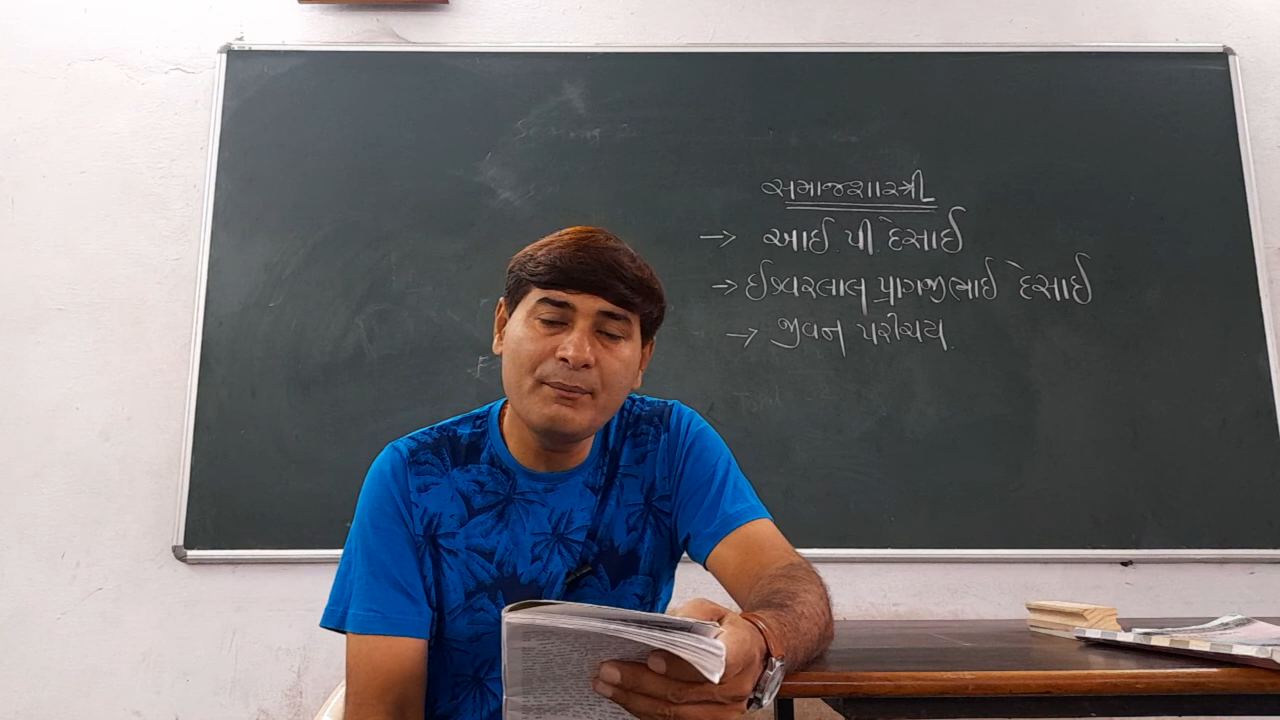 સમાજશાસ્ત્રી
→ આઈ. પી. દેસાઈ
→ ઈશ્વરલાલ પ્રાગજીભાઈ દેસાઈ
→ જીવન પરીચય.